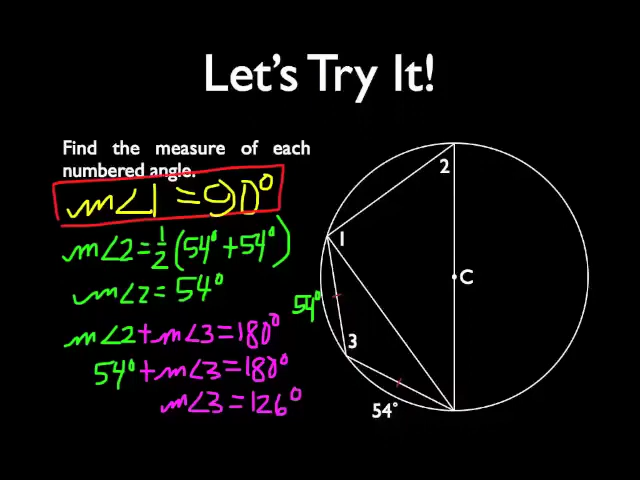 Let's Try It!
Find the measure of each
numbered angle.
m∠1 = 90°
m∠2 = 1/2 (54° + 54°)
m∠2 = 54°
m∠2 + m∠3 = 180°
54° + m∠3 = 180°
m∠3 = 126°
2
1
C
54°
3
54°